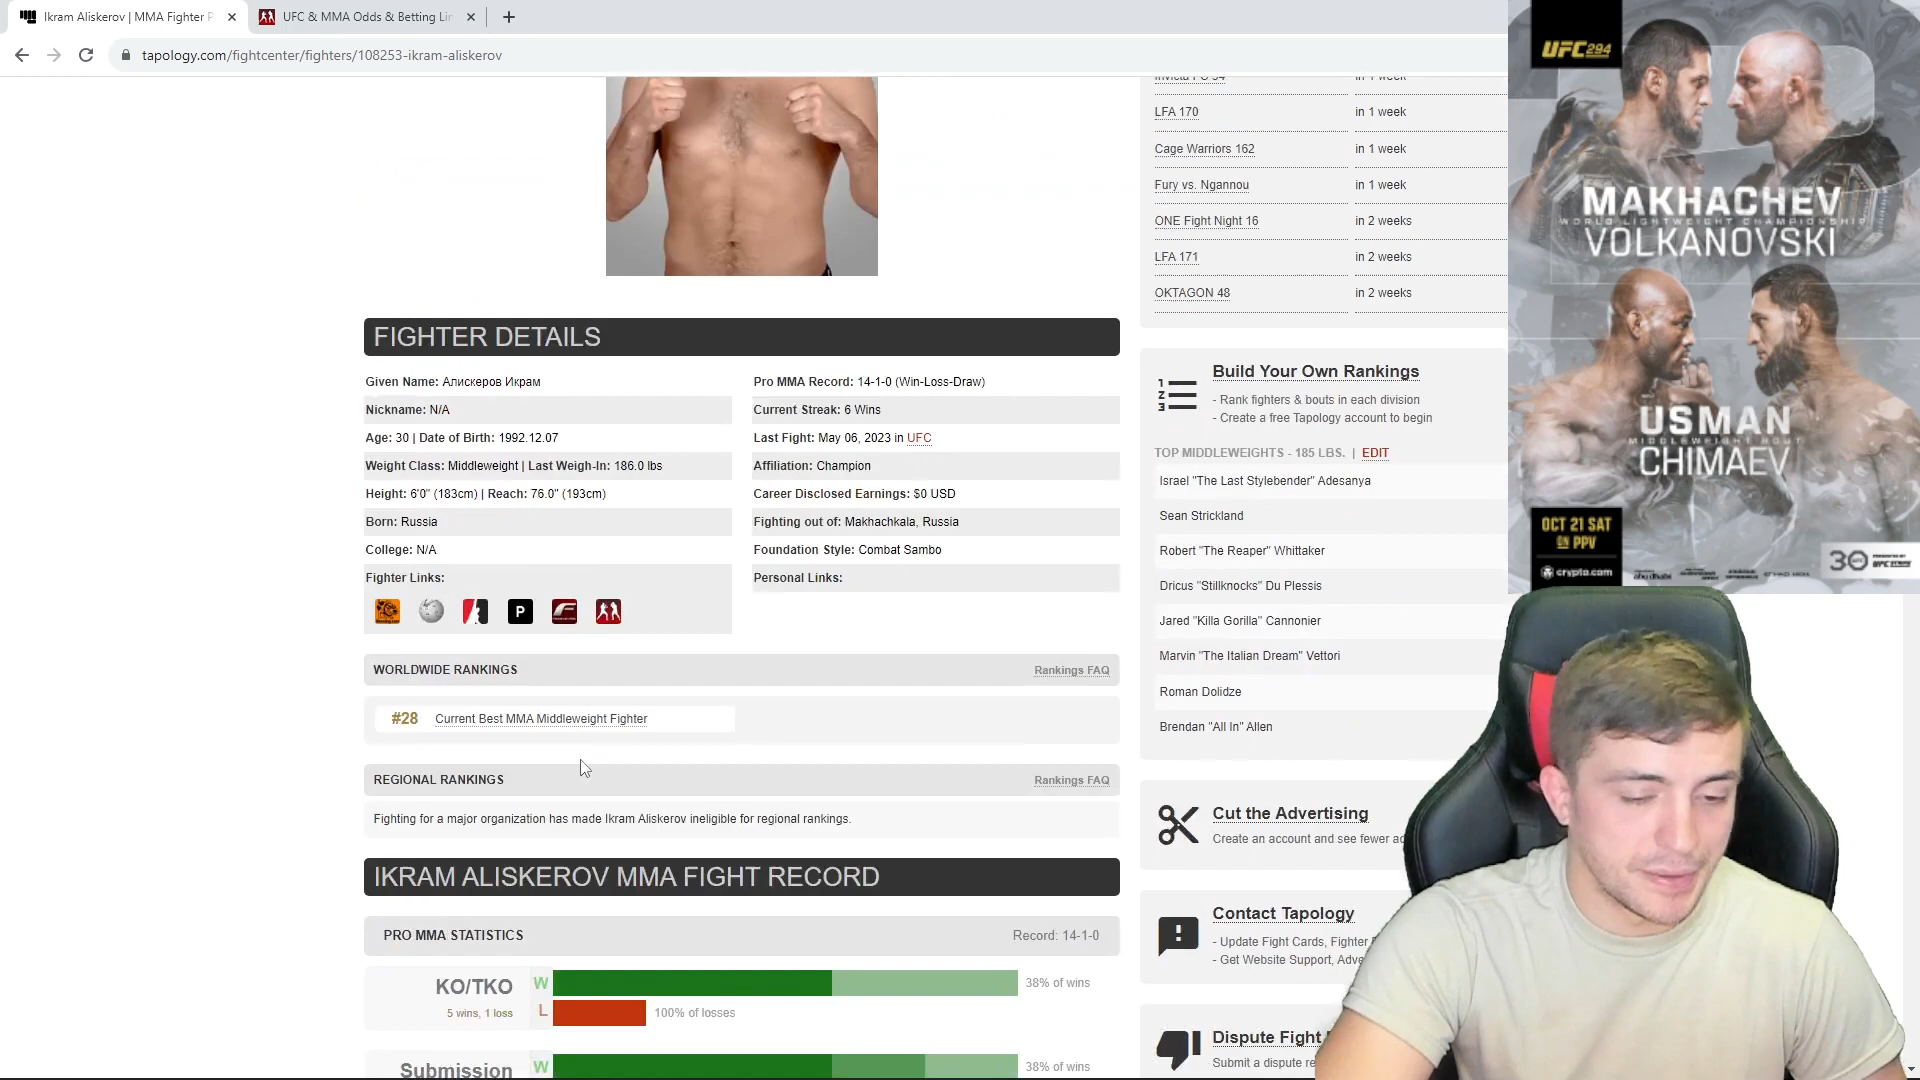 Ikram Aliskerov | MMA Fighter P
UFC & MMA Odds & Betting Lin
tapology.com/fightcenter/fighters/108253-ikram-aliskerov
LFA 170 in 1 week
Cage Warriors 162 in 1 week
Fury vs. Ngannou in 1 week
ONE Fight Night 16 in 2 weeks
LFA 171 in 2 weeks
OKTAGON 48 in 2 weeks
FIGHTER DETAILS
Given Name: Алискеров Икрам
Nickname: N/A
Age: 30 | Date of Birth: 1992.12.07
Weight Class: Middleweight | Last Weigh-In: 186.0 lbs
Height: 6'0" (183cm) | Reach: 76.0" (193cm)
Born: Russia
College: N/A
Fighter Links:
P
Pro MMA Record: 14-1-0 (Win-Loss-Draw)
Current Streak: 6 Wins
Last Fight: May 06, 2023 in UFC
Affiliation: Champion
Career Disclosed Earnings: $0 USD
Fighting out of: Makhachkala, Russia
Foundation Style: Combat Sambo
Personal Links:
WORLDWIDE RANKINGS
Rankings FAQ
#28 Current Best MMA Middleweight Fighter
REGIONAL RANKINGS
Rankings FAQ
Fighting for a major organization has made Ikram Aliskerov ineligible for regional rankings.
IKRAM ALISKEROV MMA FIGHT RECORD
PRO MMA STATISTICS
Record: 14-1-0
KO/TKO
5 wins, 1 loss
W
38% of wins
L
100% of losses
Submission
W
38% of wins
Build Your Own Rankings
- Rank fighters & bouts in each division
- Create a free Tapology account to begin
TOP MIDDLEWEIGHTS - 185 LBS. | EDIT
Israel "The Last Stylebender" Adesanya
Sean Strickland
Robert "The Reaper" Whittaker
Dricus "Stillknocks" Du Plessis
Jared "Killa Gorilla" Cannonier
Marvin "The Italian Dream" Vettori
Roman Dolidze
Brendan "All In" Allen
Cut the Advertising
Create an account and see fewer
Contact Tapology
- Update Fight Cards, Fighter
- Get Website Support,
Dispute Fight
Submit a dispute
UFC 294
MAKHACHEV
WORLD LIGHTWEIGHT CHAMPIONSHIP
VOLKANOVSKI
USMAN
MIDDLEWEIGHT BOUT
CHIMAEV
OCT 21 SAT
ON PPV
crypto.com
30